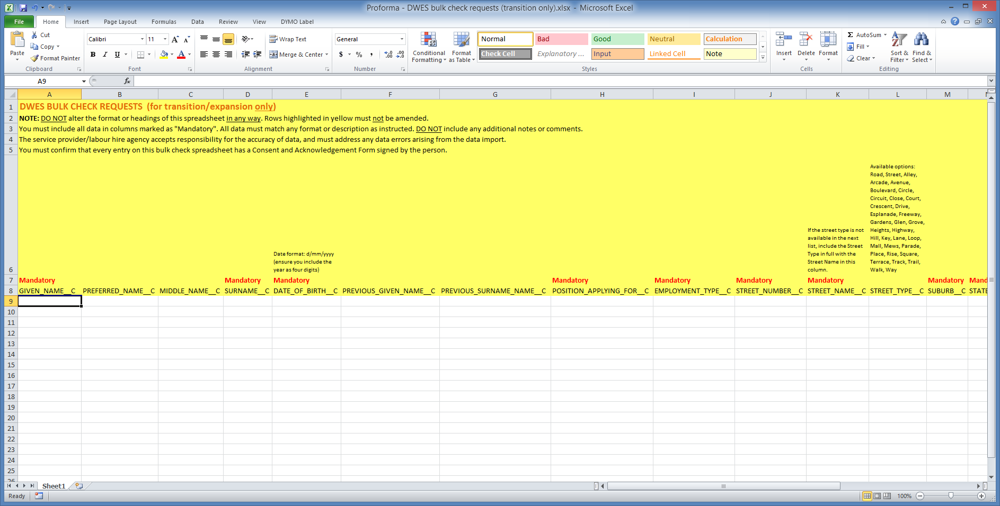 Proforma - DWES bulk check requests (transition only).xlsx - Microsoft Excel
File Home Insert Page Layout Formulas Data Review View DYMO Label
Paste
Cut
Copy
Format Painter
Clipboard
Calibri 11
B I U
Font
Wrap Text
Merge & Center
Alignment
General
$ % ,
Number
Conditional Formatting
Format as Table
Normal Bad Good Neutral Calculation
Check Cell Explanatory ... Input Linked Cell Note
Styles
Insert Delete Format
Cells
Σ AutoSum
Fill
Clear
Sort & Filter
Find & Select
Editing
A9 fx
A B C D E F G H I J K L M
1 DWES BULK CHECK REQUESTS (for transition/expansion only)
2 NOTE: DO NOT alter the format or headings of this spreadsheet in any way. Rows highlighted in yellow must not be amended.
3 You must include all data in columns marked as "Mandatory". All data must match any format or description as instructed. DO NOT include any additional notes or comments.
4 The service provider/labour hire agency accepts responsibility for the accuracy of data, and must address any data errors arising from the data import.
5 You must confirm that every entry on this bulk check spreadsheet has a Consent and Acknowledgement Form signed by the person.
6
Date format: d/mm/yyyy
(ensure you include the
year as four digits)
If the street type is not
available in the next
list, include the Street
Type in full with the
Street Name in this
column.
Available options:
Road, Street, Alley,
Arcade, Avenue,
Boulevard, Circle,
Circuit, Close, Court,
Crescent, Drive,
Esplanade, Freeway,
Gardens, Glen, Grove,
Heights, Highway,
Hill, Key, Lane, Loop,
Mall, Mews, Parade,
Place, Rise, Square,
Terrace, Track, Trail,
Walk, Way
7 Mandatory Mandatory Mandatory Mandatory Mandatory Mandatory Mandatory Mandatory Mand
8 GIVEN_NAME__C PREFERRED_NAME__C MIDDLE_NAME__C SURNAME__C DATE_OF_BIRTH__C PREVIOUS_GIVEN_NAME__C PREVIOUS_SURNAME_NAME__C POSITION_APPLYING_FOR__C EMPLOYMENT_TYPE__C STREET_NUMBER__C STREET_NAME__C STREET_TYPE__C SUBURB__C STATE
9
10
11
12
13
14
15
16
17
18
19
20
21
22
23
24
25
26
Sheet1
Ready 100%